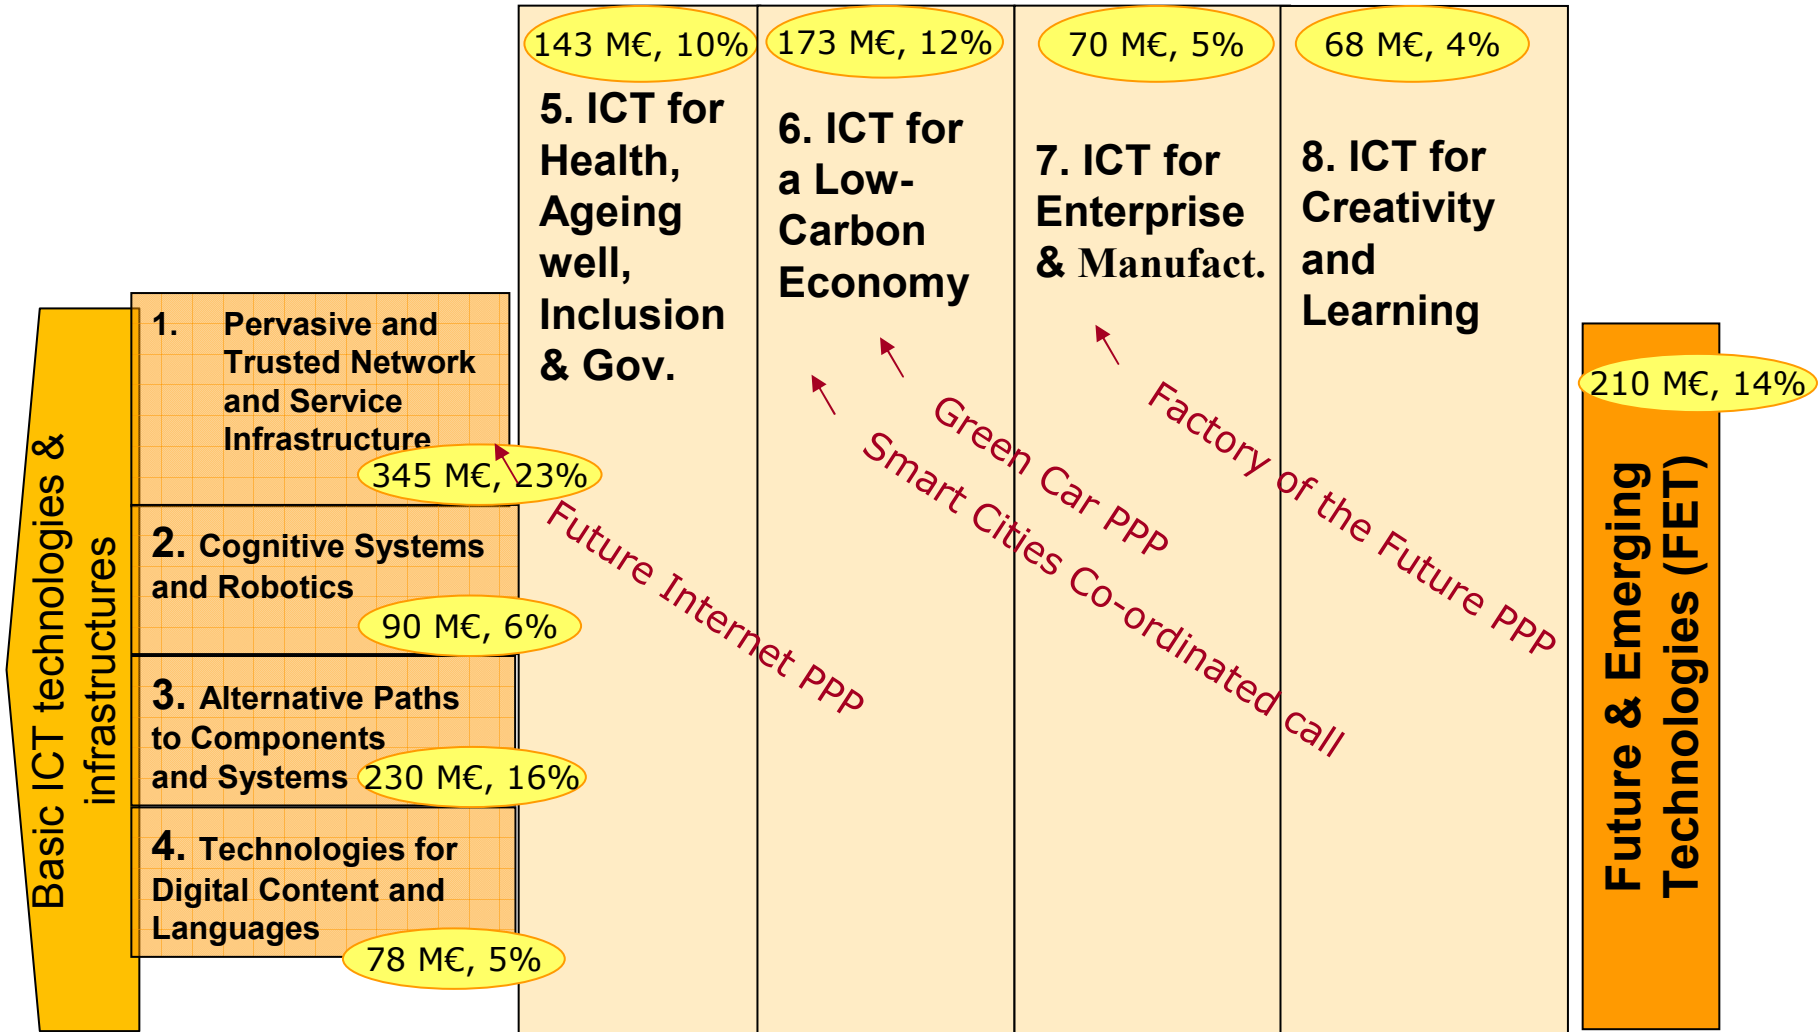 143 M€, 10%
173 M€, 12%
70 M€, 5%
68 M€, 4%
5. ICT for
Health,
Ageing
well,
Inclusion
& Gov.
6. ICT for
a Low-
Carbon
Economy
7. ICT for
Enterprise
& Manufact.
8. ICT for
Creativity
and
Learning
Basic ICT technologies &
infrastructures
1. Pervasive and
Trusted Network
and Service
Infrastructure
345 M€, 23%
2. Cognitive Systems
and Robotics
90 M€, 6%
3. Alternative Paths
to Components
and Systems
230 M€, 16%
4. Technologies for
Digital Content and
Languages
78 M€, 5%
Future Internet PPP
Smart Cities Co-ordinated call
Green Car PPP
Factory of the Future PPP
210 M€, 14%
Future & Emerging
Technologies (FET)